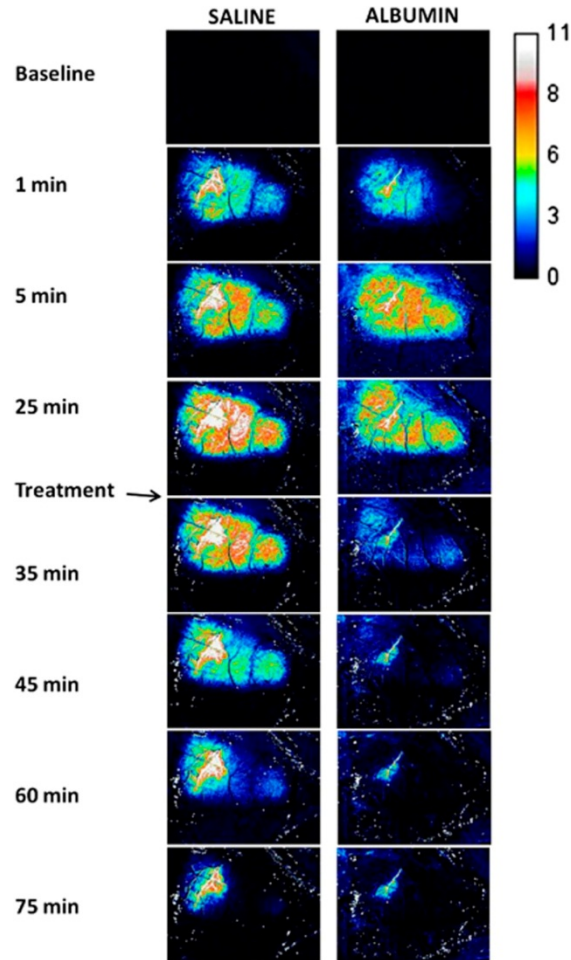 SALINE ALBUMIN
Baseline
1 min
5 min
25 min
Treatment
35 min
45 min
60 min
75 min
11
8
6
3
0